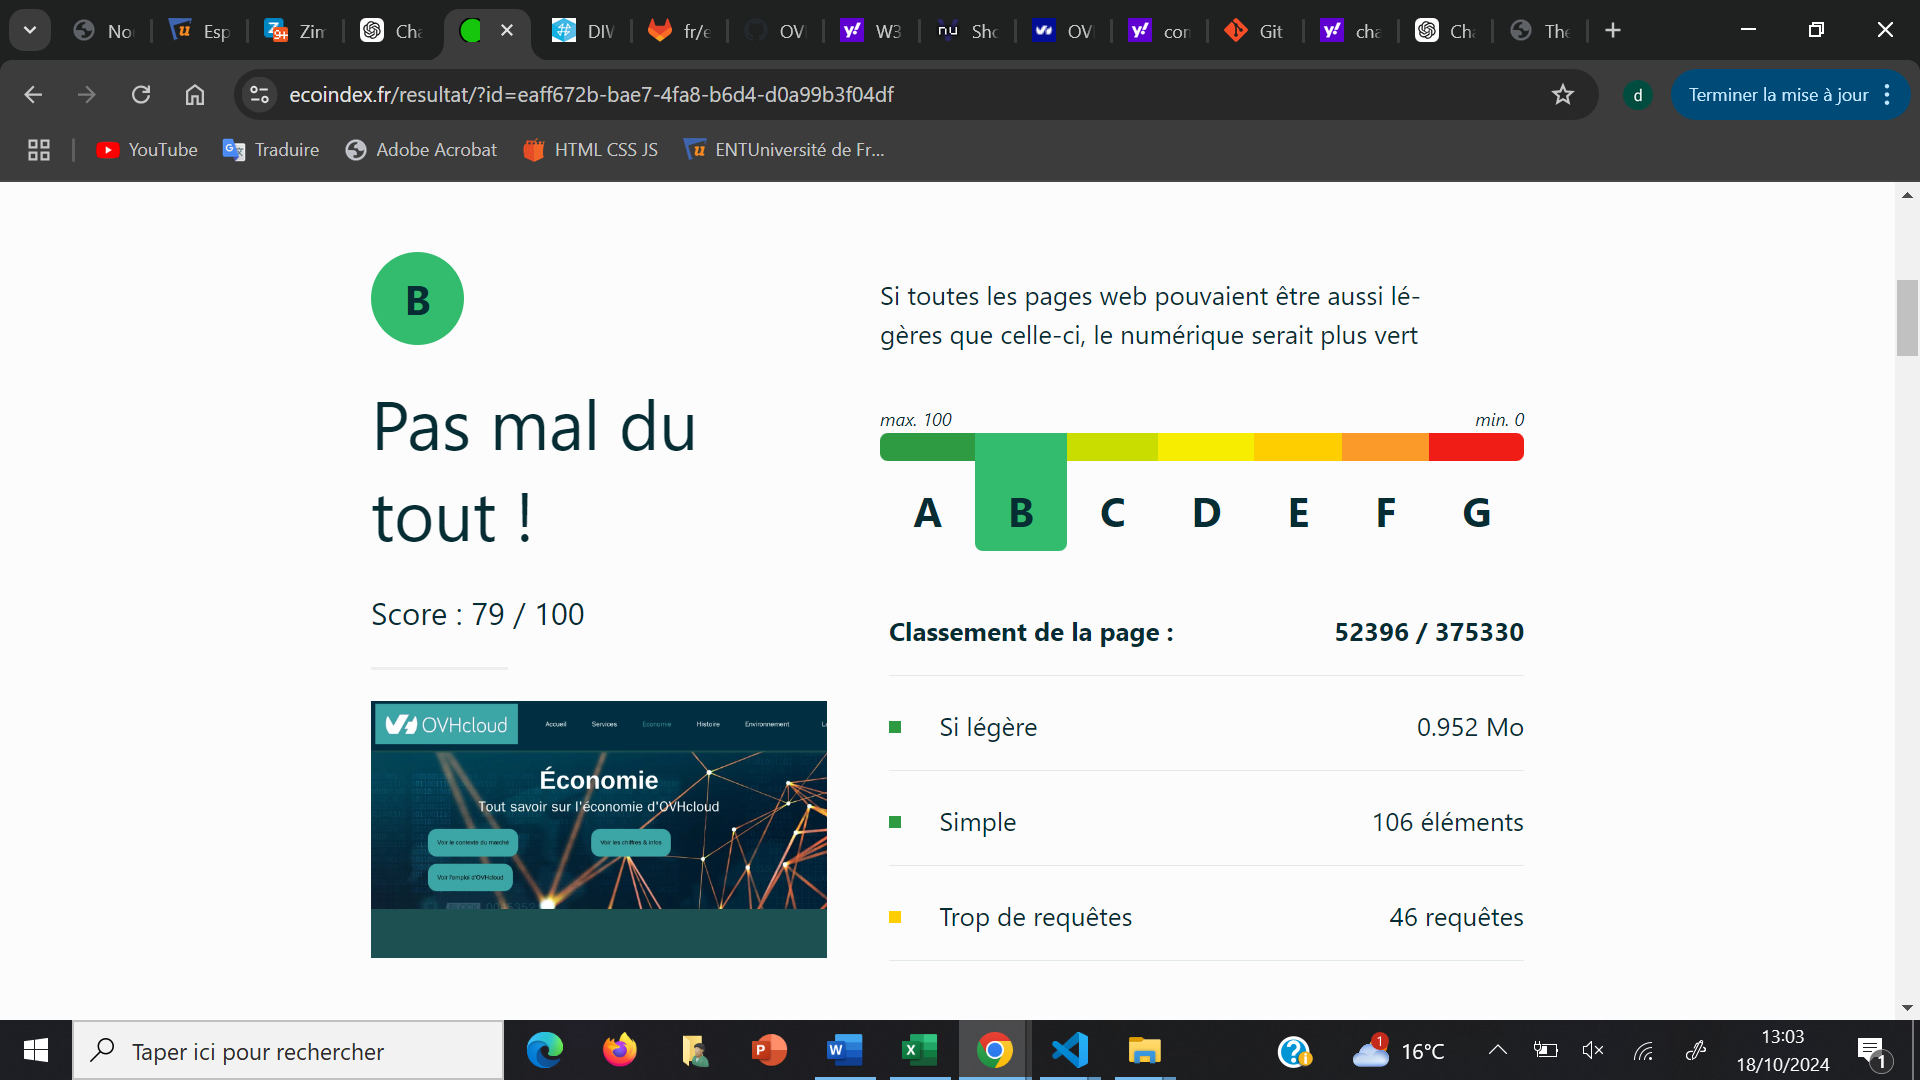 No
Esp
Zim
Cha
DIW
fr/e
OV
W3
Sho
OV
con
Git
cha
Cha
The
ecoindex.fr/resultat/?id=eaff672b-bae7-4fa8-b6d4-d0a99b3f04df
d
Terminer la mise à jour
YouTube
Traduire
Adobe Acrobat
HTML CSS JS
ENTUniversité de Fr...
B
Pas mal du
tout !
Score : 79 / 100
OVHcloud
Accueil
Services
Economie
Histoire
Environnement
Économie
Tout savoir sur l'économie d'OVHcloud
Voir le contexte du marché
Voir les chiffres & infos
Voir l'emploi d'OVHcloud
Si toutes les pages web pouvaient être aussi lé-
gères que celle-ci, le numérique serait plus vert
max. 100
min. 0
A B C D E F G
Classement de la page : 52396 / 375330
Si légère 0.952 Mo
Simple 106 éléments
Trop de requêtes 46 requêtes
Taper ici pour rechercher
1
16°C
13:03
18/10/2024
1